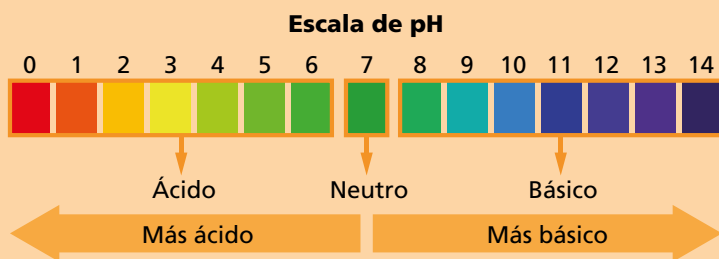 Escala de pH
0 1 2 3 4 5 6 7 8 9 10 11 12 13 14
Ácido Neutro Básico
Más ácido Más básico